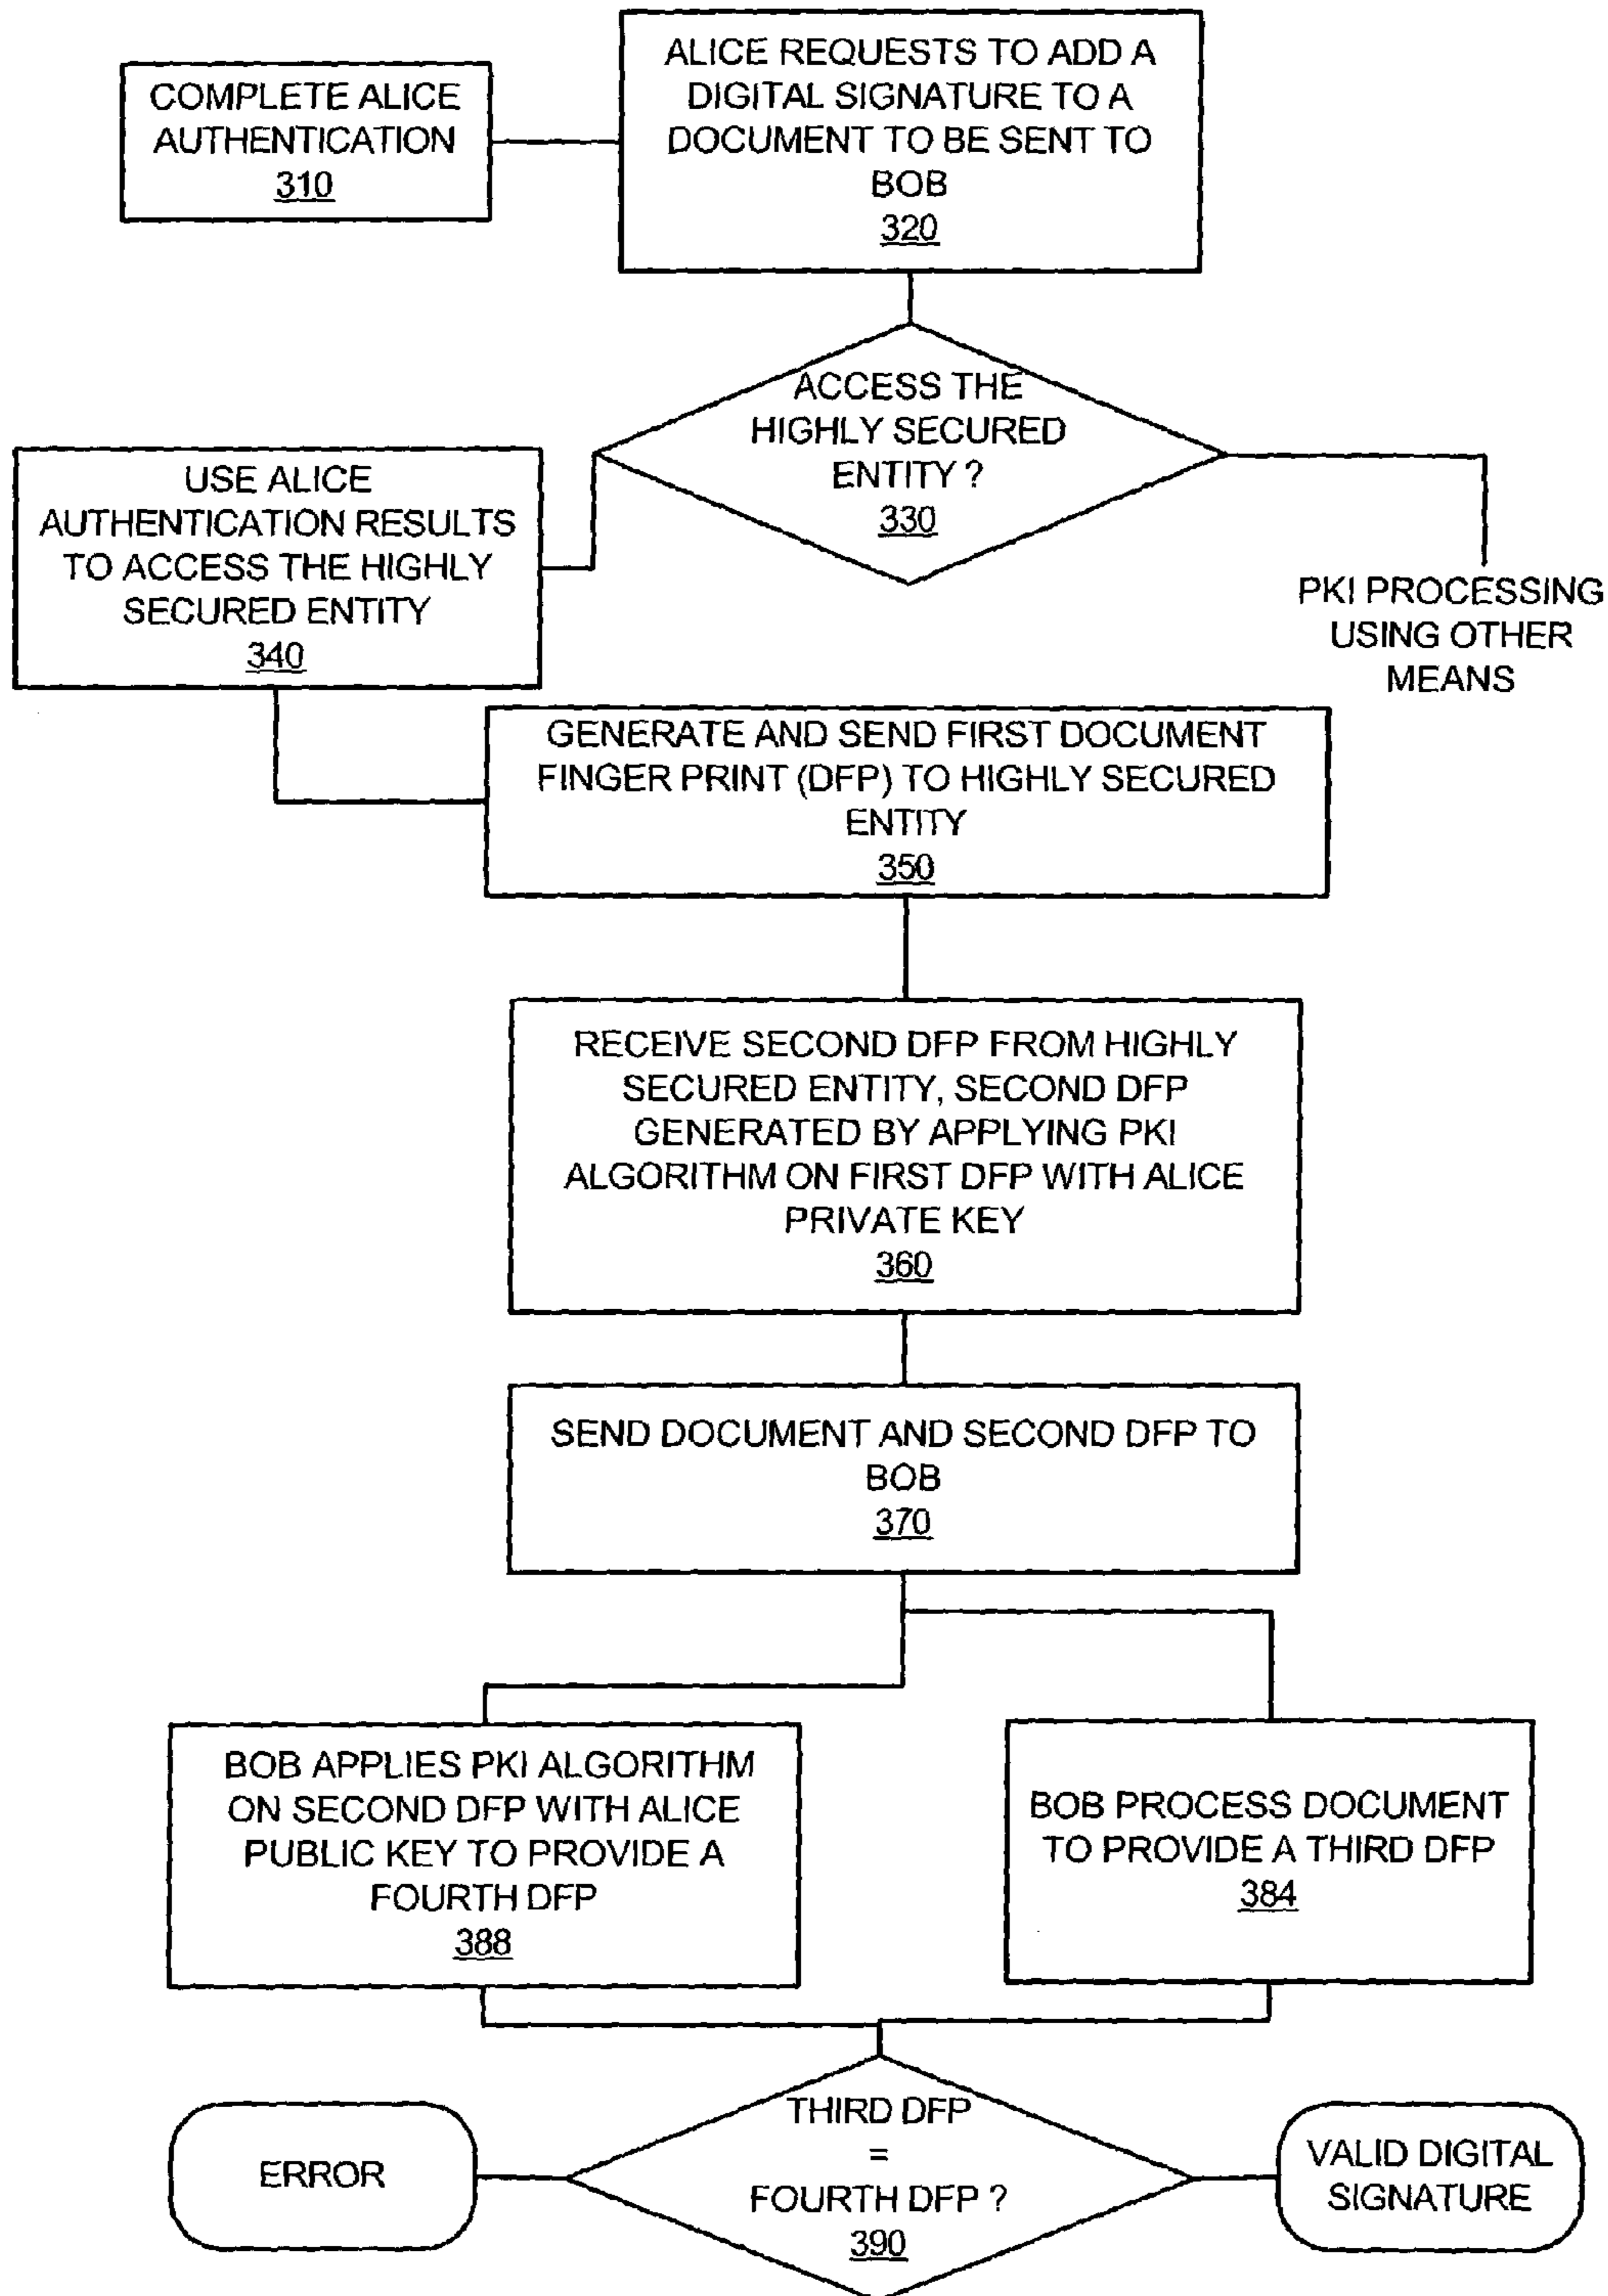 COMPLETE ALICE
AUTHENTICATION
310
ALICE REQUESTS TO ADD A
DIGITAL SIGNATURE TO A
DOCUMENT TO BE SENT TO
BOB
320
ACCESS THE
HIGHLY SECURED
ENTITY ?
330
USE ALICE
AUTHENTICATION RESULTS
TO ACCESS THE HIGHLY
SECURED ENTITY
340
PKI PROCESSING
USING OTHER
MEANS
GENERATE AND SEND FIRST DOCUMENT
FINGER PRINT (DFP) TO HIGHLY SECURED
ENTITY
350
RECEIVE SECOND DFP FROM HIGHLY
SECURED ENTITY, SECOND DFP
GENERATED BY APPLYING PKI
ALGORITHM ON FIRST DFP WITH ALICE
PRIVATE KEY
360
SEND DOCUMENT AND SECOND DFP TO
BOB
370
BOB APPLIES PKI ALGORITHM
ON SECOND DFP WITH ALICE
PUBLIC KEY TO PROVIDE A
FOURTH DFP
388
BOB PROCESS DOCUMENT
TO PROVIDE A THIRD DFP
384
THIRD DFP
=
FOURTH DFP ?
390
ERROR
VALID DIGITAL
SIGNATURE